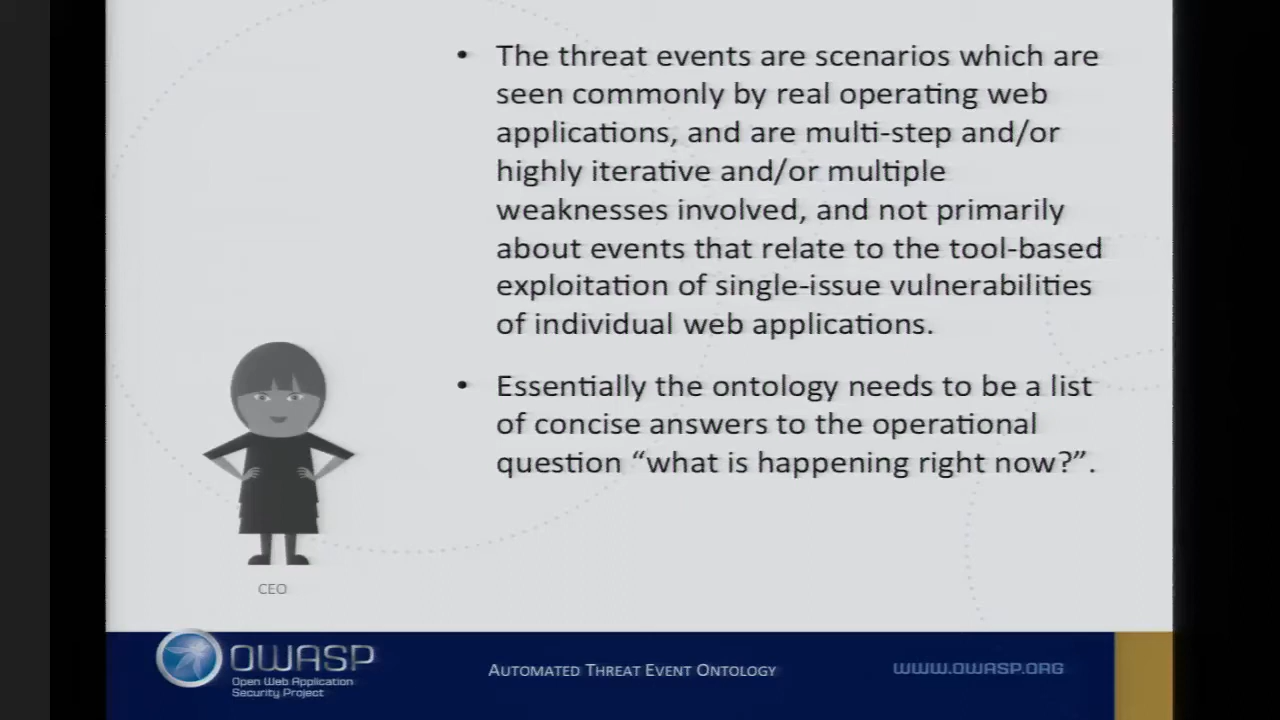 • The threat events are scenarios which are
seen commonly by real operating web
applications, and are multi-step and/or
highly iterative and/or multiple
weaknesses involved, and not primarily
about events that relate to the tool-based
exploitation of single-issue vulnerabilities
of individual web applications.
• Essentially the ontology needs to be a list
of concise answers to the operational
question “what is happening right now?”.
CEO
OWASP
Open Web Application
Security Project
AUTOMATED THREAT EVENT ONTOLOGY
WWW.OWASP.ORG